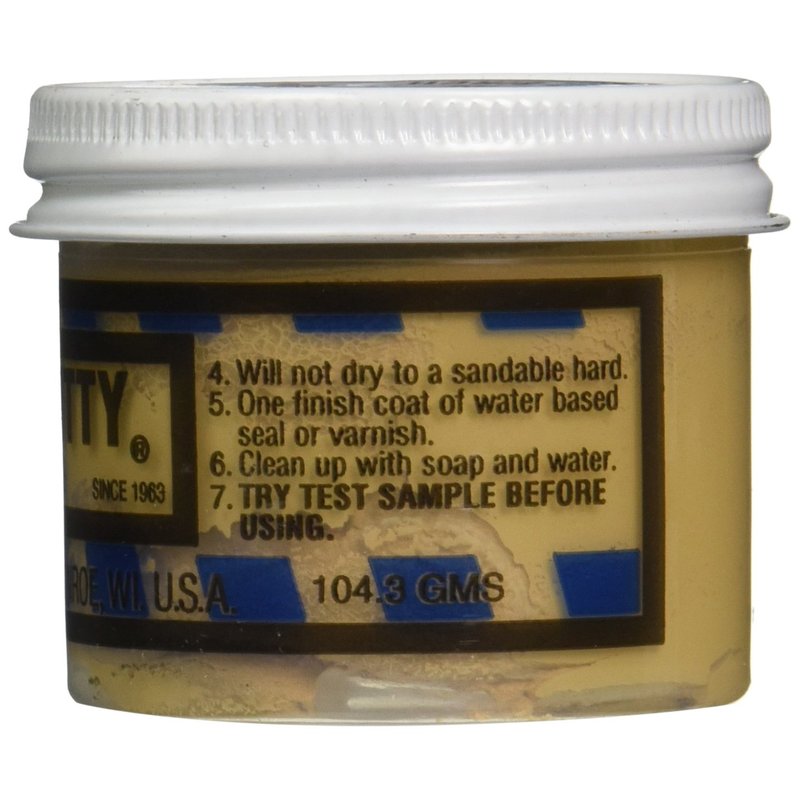 4. Will not dry to a sandable hard.
5. One finish coat of water based
seal or varnish.
6. Clean up with soap and water.
7. TRY TEST SAMPLE BEFORE
USING.
TTY®
SINCE 1963
ROE, WI. U.S.A.
104.3 GMS